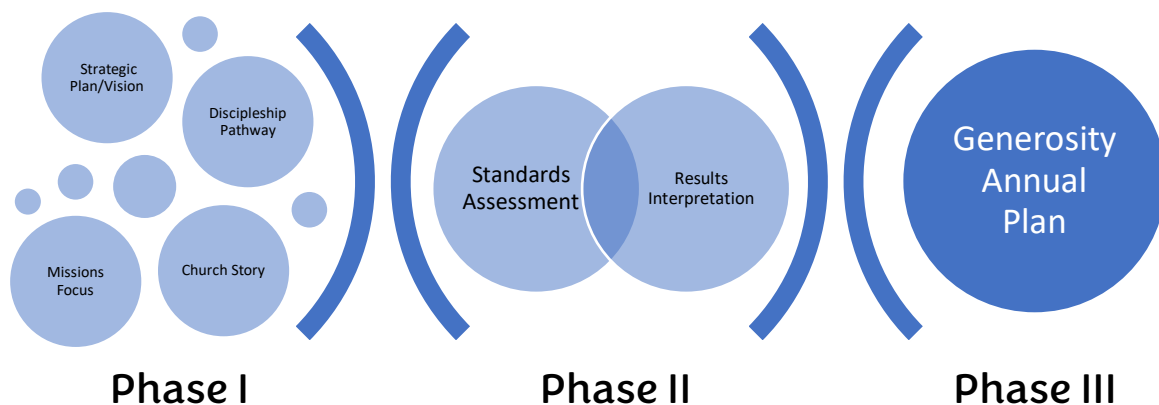 Strategic
Plan/Vision
Discipleship
Pathway
Missions
Focus
Church Story
Standards
Assessment
Results
Interpretation
Generosity
Annual
Plan
Phase I
Phase II
Phase III